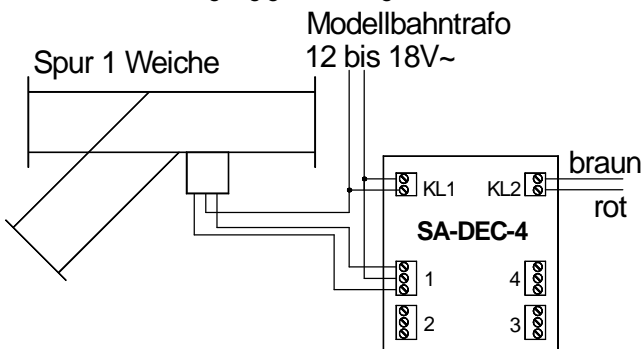 Modellbahntrafo
12 bis 18V~
Spur 1 Weiche
braun
KL1 KL2
rot
SA-DEC-4
1 4
2 3